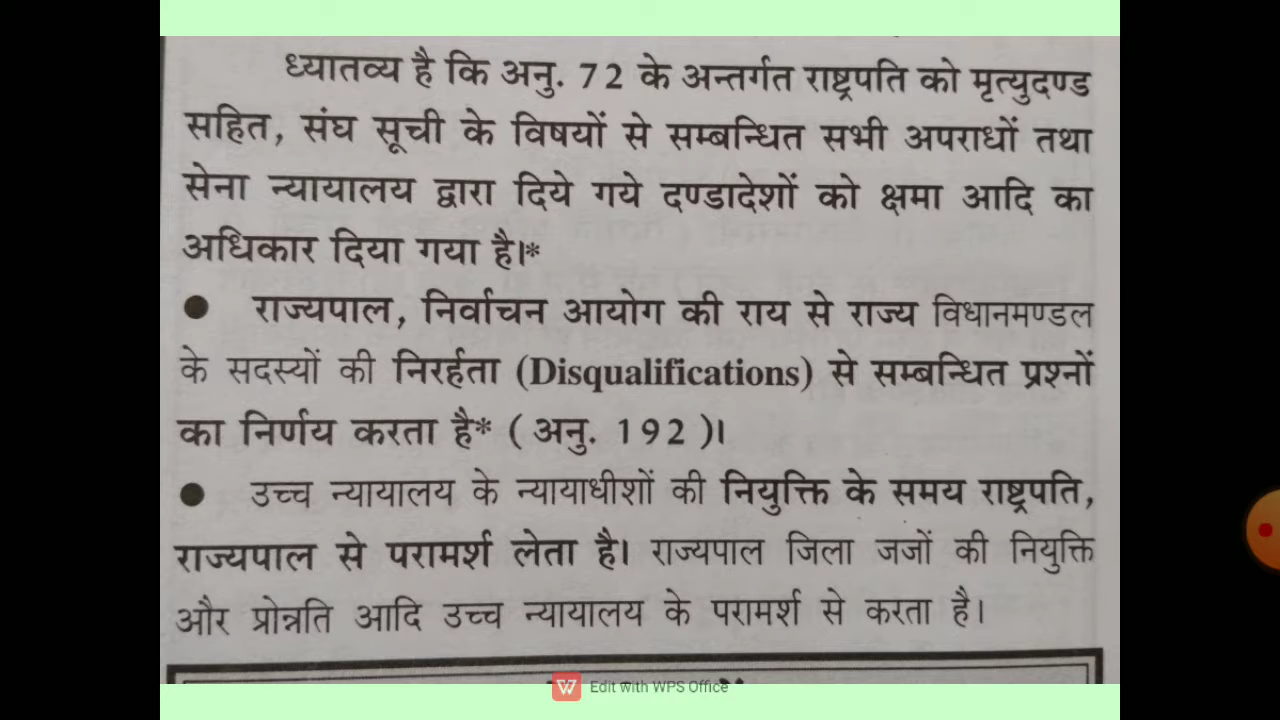 ध्यातव्य है कि अनु. 72 के अन्तर्गत राष्ट्रपति को मृत्युदण्ड
सहित, संघ सूची के विषयों से सम्बन्धित सभी अपराधों तथा
सेना न्यायालय द्वारा दिये गये दण्डादेशों को क्षमा आदि का
अधिकार दिया गया है।*
● राज्यपाल, निर्वाचन आयोग की राय से राज्य विधानमण्डल
के सदस्यों की निरर्हता (Disqualifications) से सम्बन्धित प्रश्नों
का निर्णय करता है* ( अनु. 192 )।
● उच्च न्यायालय के न्यायाधीशों की नियुक्ति के समय राष्ट्रपति,
राज्यपाल से परामर्श लेता है। राज्यपाल जिला जजों की नियुक्ति
और प्रोन्नति आदि उच्च न्यायालय के परामर्श से करता है।
Edit with WPS Office